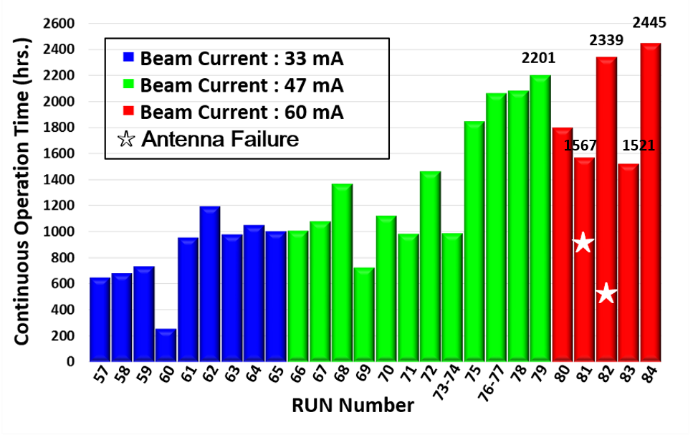 Continuous Operation Time (hrs.)
2600
2400
2200
2000
1800
1600
1400
1200
1000
800
600
400
200
0
Beam Current : 33 mA
Beam Current : 47 mA
Beam Current : 60 mA
Antenna Failure
2201
1567
2339
1521
2445
57 58 59 60 61 62 63 64 65 66 67 68 69 70 71 72 73-74 75 76-77 78 79 80 81 82 83 84
RUN Number